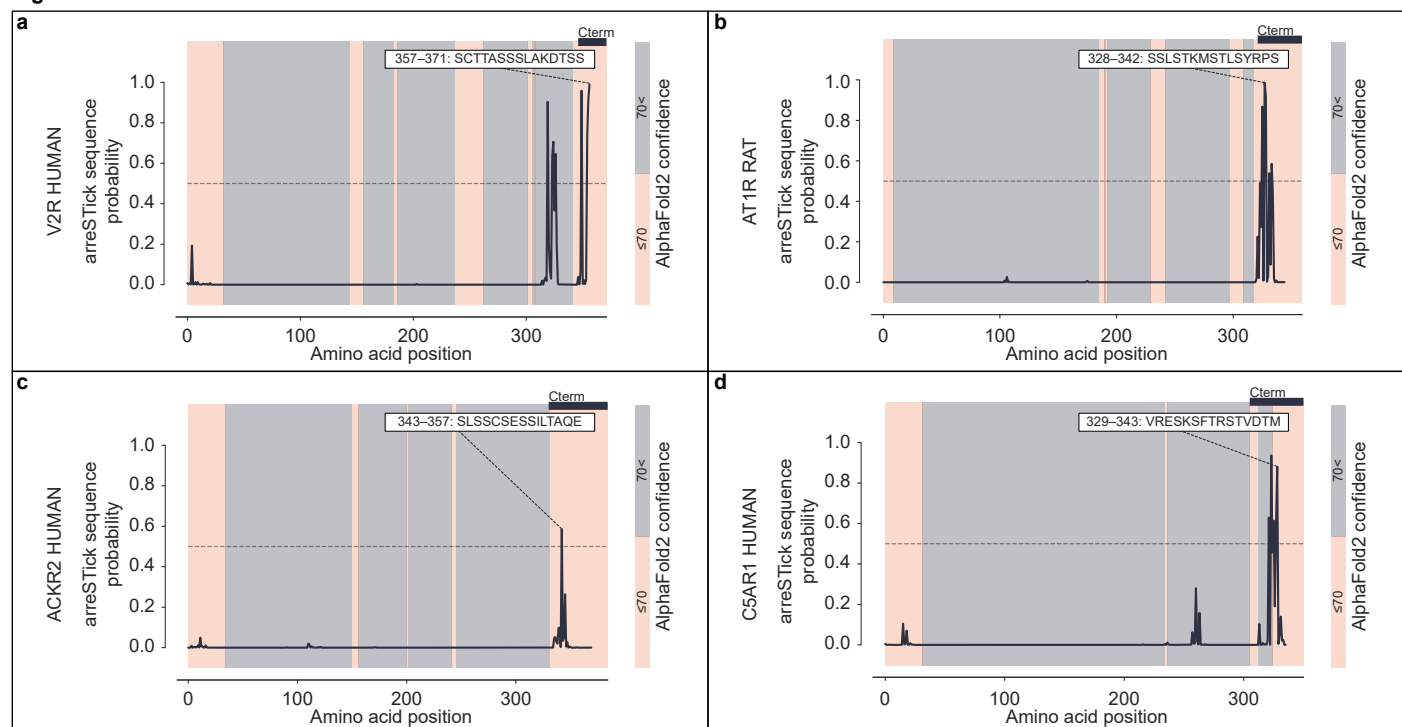 a
Cterm
357–371: SCTTASSSLAKDTSS
V2R HUMAN
arreSTick sequence
probability
1.0
0.8
0.6
0.4
0.2
0.0
0
100
200
300
Amino acid position
70<
≤70
AlphaFold2 confidence
b
Cterm
328–342: SSLSTKMSTLSYRPS
AT1R RAT
arreSTick sequence
probability
1.0
0.8
0.6
0.4
0.2
0.0
0
100
200
300
Amino acid position
70<
≤70
AlphaFold2 confidence
c
Cterm
343–357: SLSSCSESSILTAQE
ACKR2 HUMAN
arreSTick sequence
probability
1.0
0.8
0.6
0.4
0.2
0.0
0
100
200
300
Amino acid position
70<
≤70
AlphaFold2 confidence
d
Cterm
329–343: VRESKSFTRSTVDTM
C5AR1 HUMAN
arreSTick sequence
probability
1.0
0.8
0.6
0.4
0.2
0.0
0
100
200
300
Amino acid position
70<
≤70
AlphaFold2 confidence